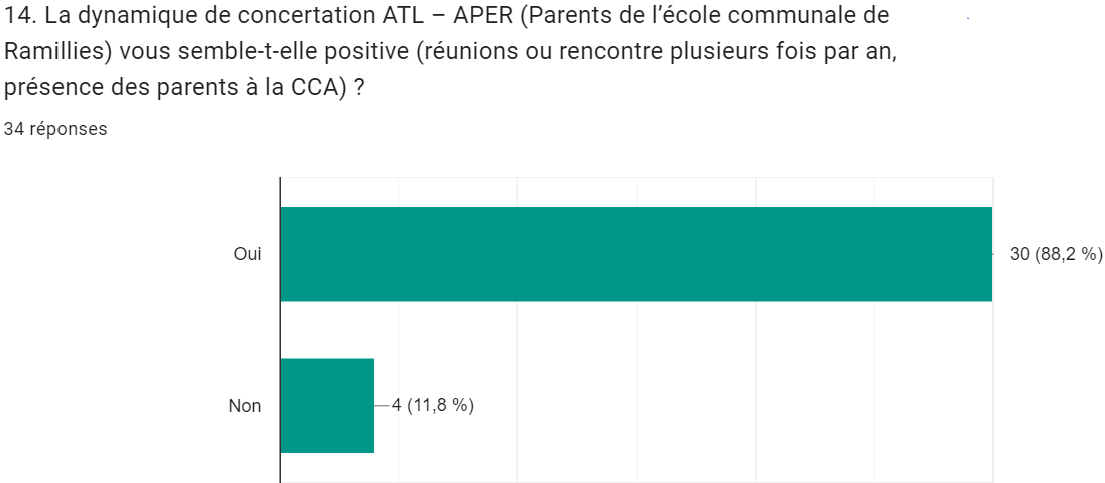 14. La dynamique de concertation ATL – APER (Parents de l’école communale de
Ramillies) vous semble-t-elle positive (réunions ou rencontre plusieurs fois par an,
présence des parents à la CCA) ?
34 réponses
Oui
30 (88,2 %)
Non
4 (11,8 %)